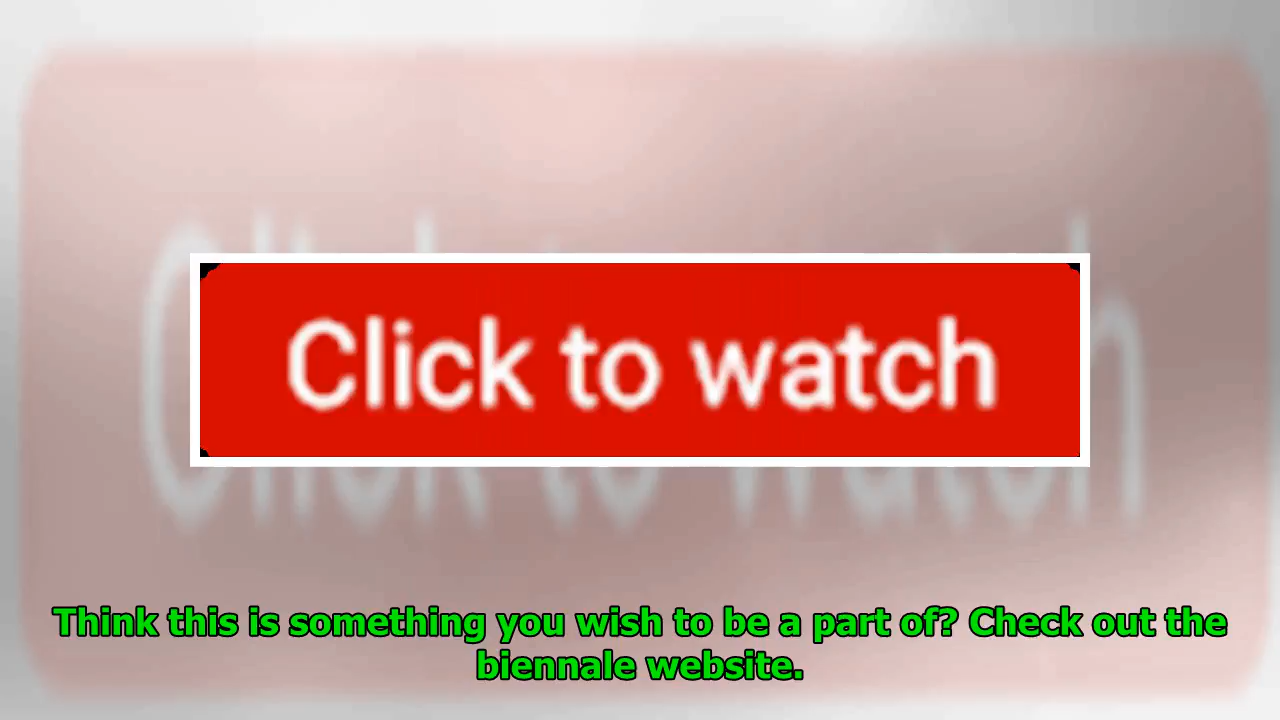 Click to watch
Think this is something you wish to be a part of? Check out the
biennale website.